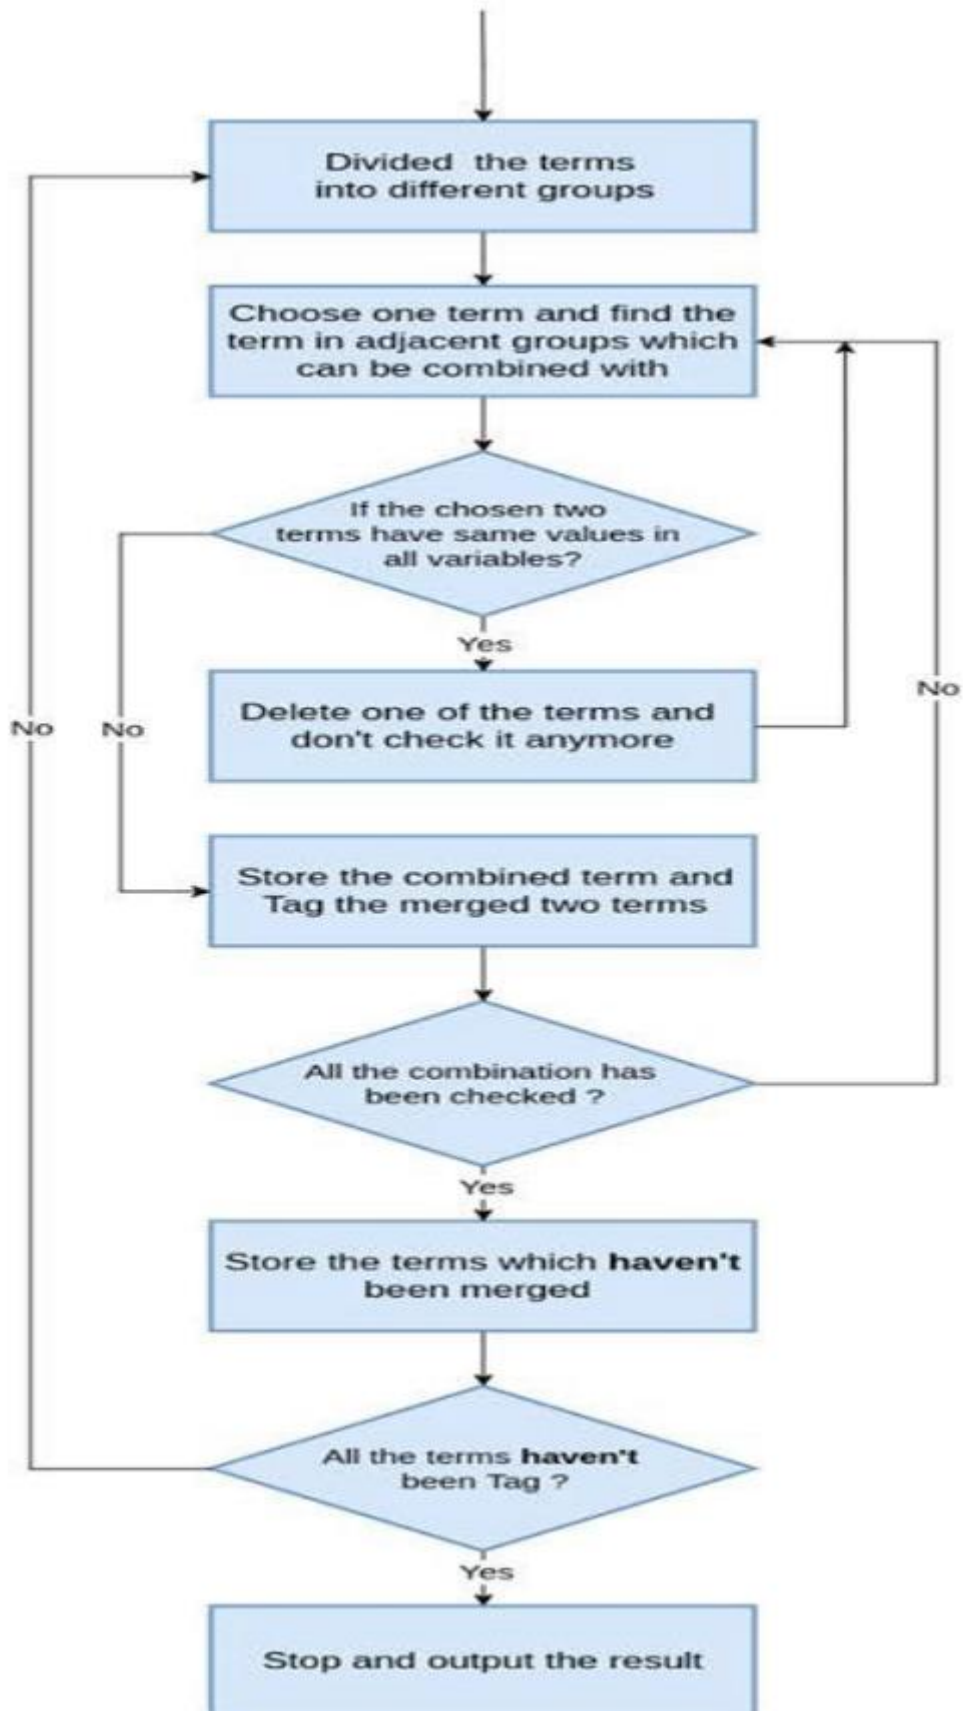 Divided the terms
into different groups
Choose one term and find the
term in adjacent groups which
can be combined with
If the chosen two
terms have same values in
all variables?
Yes
No
No
No
Delete one of the terms and
don't check it anymore
Store the combined term and
Tag the merged two terms
All the combination has
been checked ?
Yes
Store the terms which haven't
been merged
All the terms haven't
been Tag ?
Yes
Stop and output the result